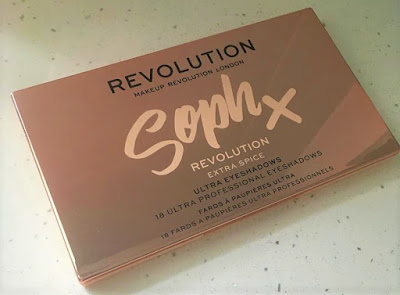 REVOLUTION
MAKEUP REVOLUTION LONDON
Soph x
REVOLUTION
EXTRA SPICE
ULTRA EYESHADOWS
18 ULTRA PROFESSIONAL EYESHADOWS
FARDS À PAUPIÈRES ULTRA
18 FARDS À PAUPIÈRES ULTRA PROFESSIONNELS